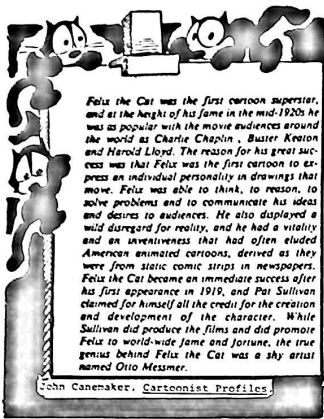 Felix the Cat was the first cartoon superstar,
and at the height of his fame in the mid-1920s he
was as popular with the movie audiences around
the world as Charlie Chaplin , Buster Keaton
and Harold Lloyd. The reason for his great suc-
cess was that Felix was the first cartoon to ex-
press an individual personality in drawings that
move. Felix was able to think, to reason, to
solve problems and to communicate his ideas
and desires to audiences. He also displayed a
wild disregard for reality, and he had a vitality
and an inventiveness that had often eluded
American animated cartoons, derived as they
were from static comic strips in newspapers.
Felix the Cat became an immediate success after
his first appearance in 1919, and Pat Sullivan
claimed for himself all the credit for the creation
and development of the character. While
Sullivan did produce the films and did promote
Felix to world-wide fame and fortune, the true
genius behind Felix the Cat was a shy artist
named Otto Messmer.
John Canemaker, Cartoonist Profiles.